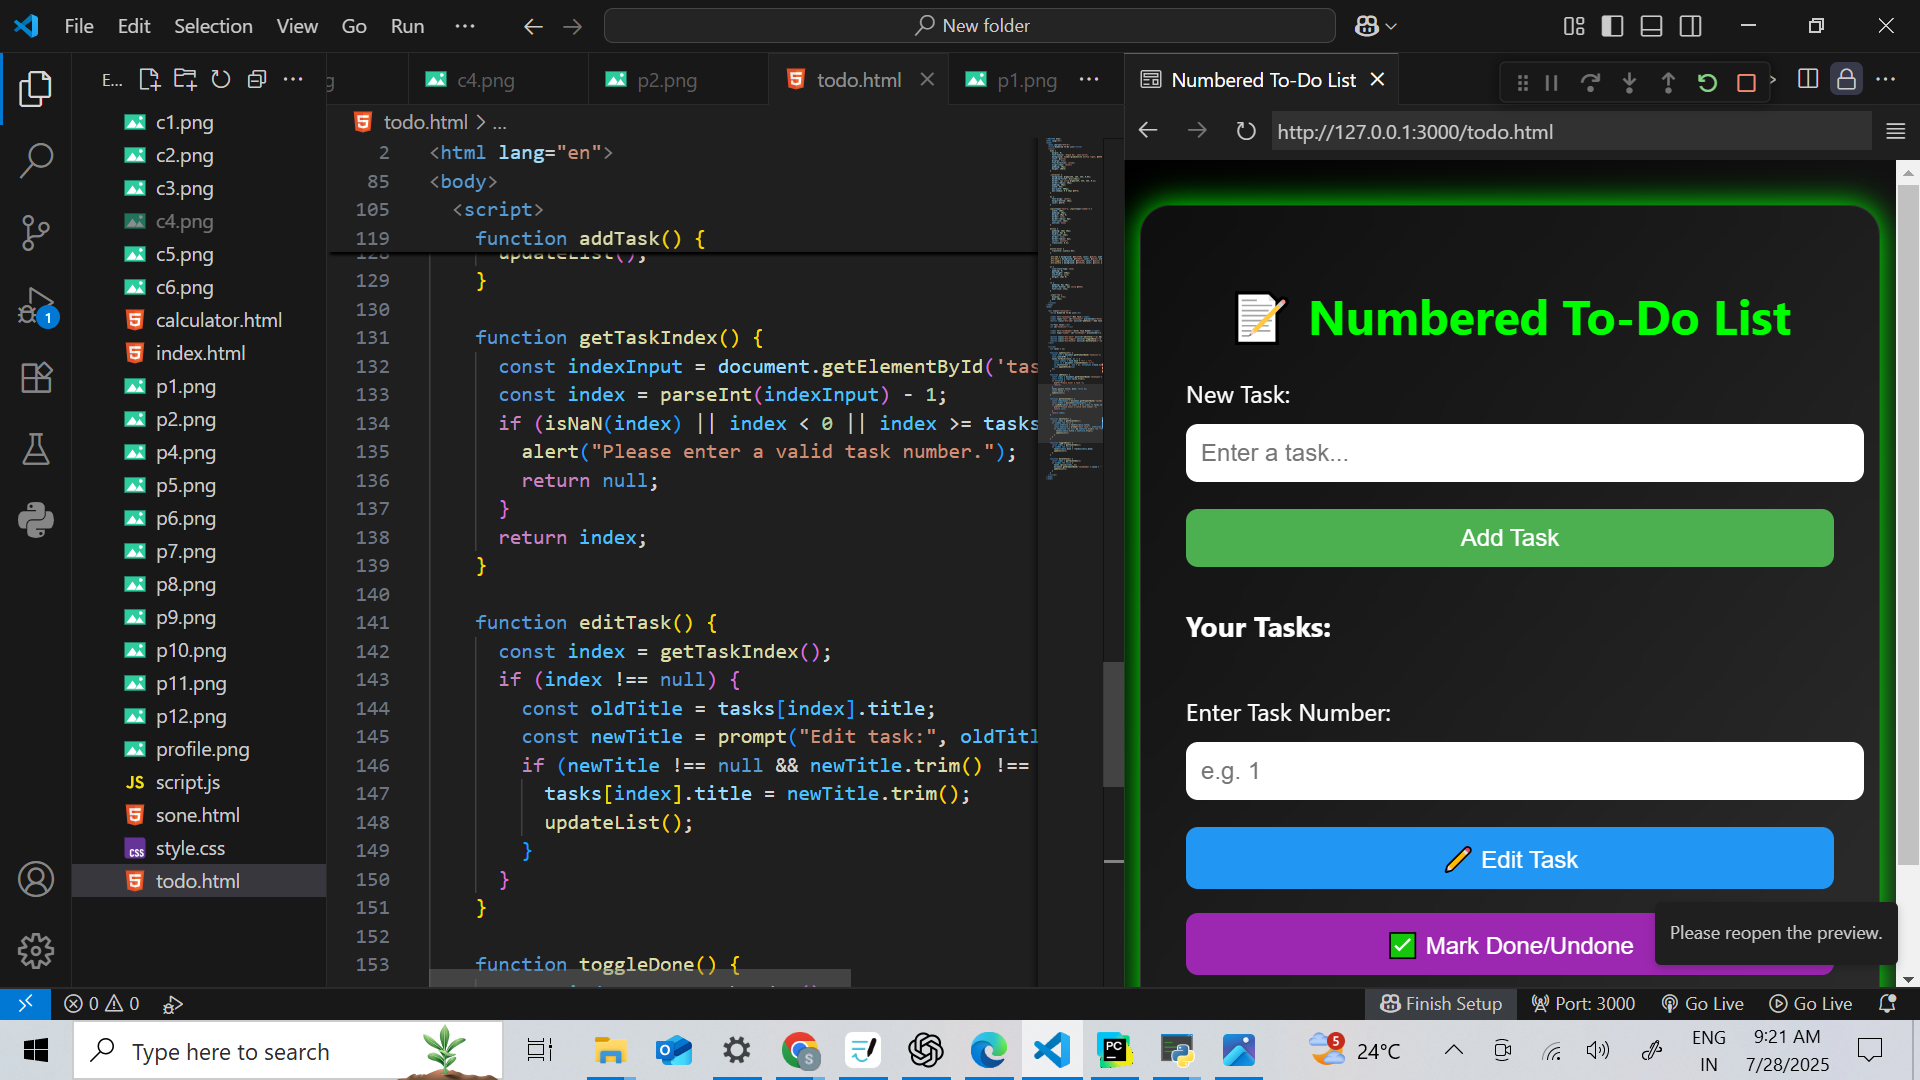 File Edit Selection View Go Run ··· New folder
E... c4.png p2.png todo.html p1.png ··· Numbered To-Do List
todo.html > ...
http://127.0.0.1:3000/todo.html
c1.png
c2.png
c3.png
c4.png
c5.png
c6.png
calculator.html
index.html
p1.png
p2.png
p4.png
p5.png
p6.png
p7.png
p8.png
p9.png
p10.png
p11.png
p12.png
profile.png
JS script.js
sone.html
css style.css
todo.html
1
2 <html lang="en">
85 <body>
105 <script>
119 function addTask() {
128 updateList();
129 }
130
131 function getTaskIndex() {
132 const indexInput = document.getElementById('tas
133 const index = parseInt(indexInput) - 1;
134 if (isNaN(index) || index < 0 || index >= tasks
135 alert("Please enter a valid task number.");
136 return null;
137 }
138 return index;
139 }
140
141 function editTask() {
142 const index = getTaskIndex();
143 if (index !== null) {
144 const oldTitle = tasks[index].title;
145 const newTitle = prompt("Edit task:", oldTitl
146 if (newTitle !== null && newTitle.trim() !==
147 tasks[index].title = newTitle.trim();
148 updateList();
149 }
150 }
151 }
152
153 function toggleDone() {
📝 Numbered To-Do List
New Task:
Enter a task...
Add Task
Your Tasks:
Enter Task Number:
e.g. 1
✏️ Edit Task
✅ Mark Done/Undone
Please reopen the preview.
0 0 Finish Setup Port: 3000 Go Live Go Live
Type here to search
S
PC
5
24°C
ENG
IN
9:21 AM
7/28/2025